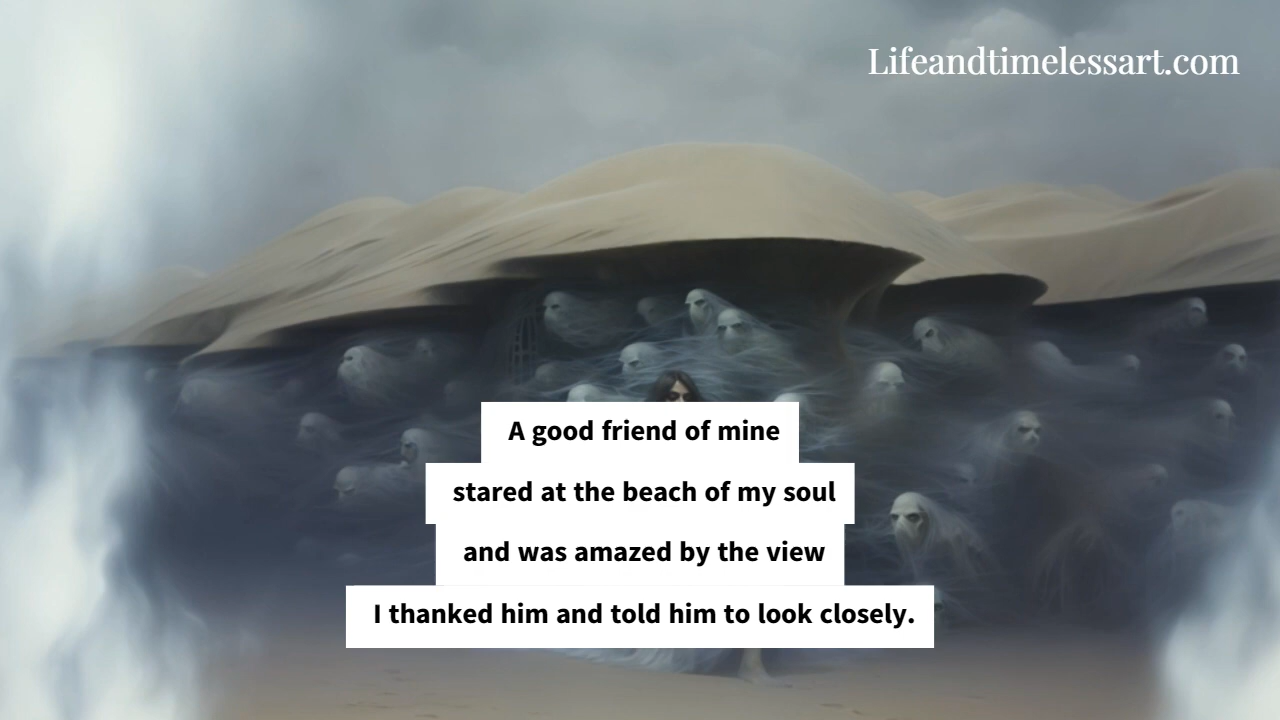 Lifeandtimelessart.com
A good friend of mine
stared at the beach of my soul
and was amazed by the view
I thanked him and told him to look closely.